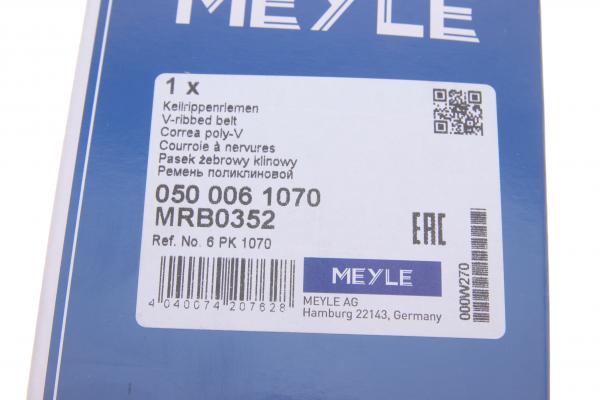 MEYLE
1 x
Keilrippenriemen
V-ribbed belt
Correa poly-V
Courroie à nervures
Pasek żebrowy klinowy
Ремень поликлиновой
050 006 1070
MRB0352
Ref. No. 6 PK 1070
EAC
MEYLE
4 040074 207628
MEYLE AG
Hamburg 22143, Germany
000W270